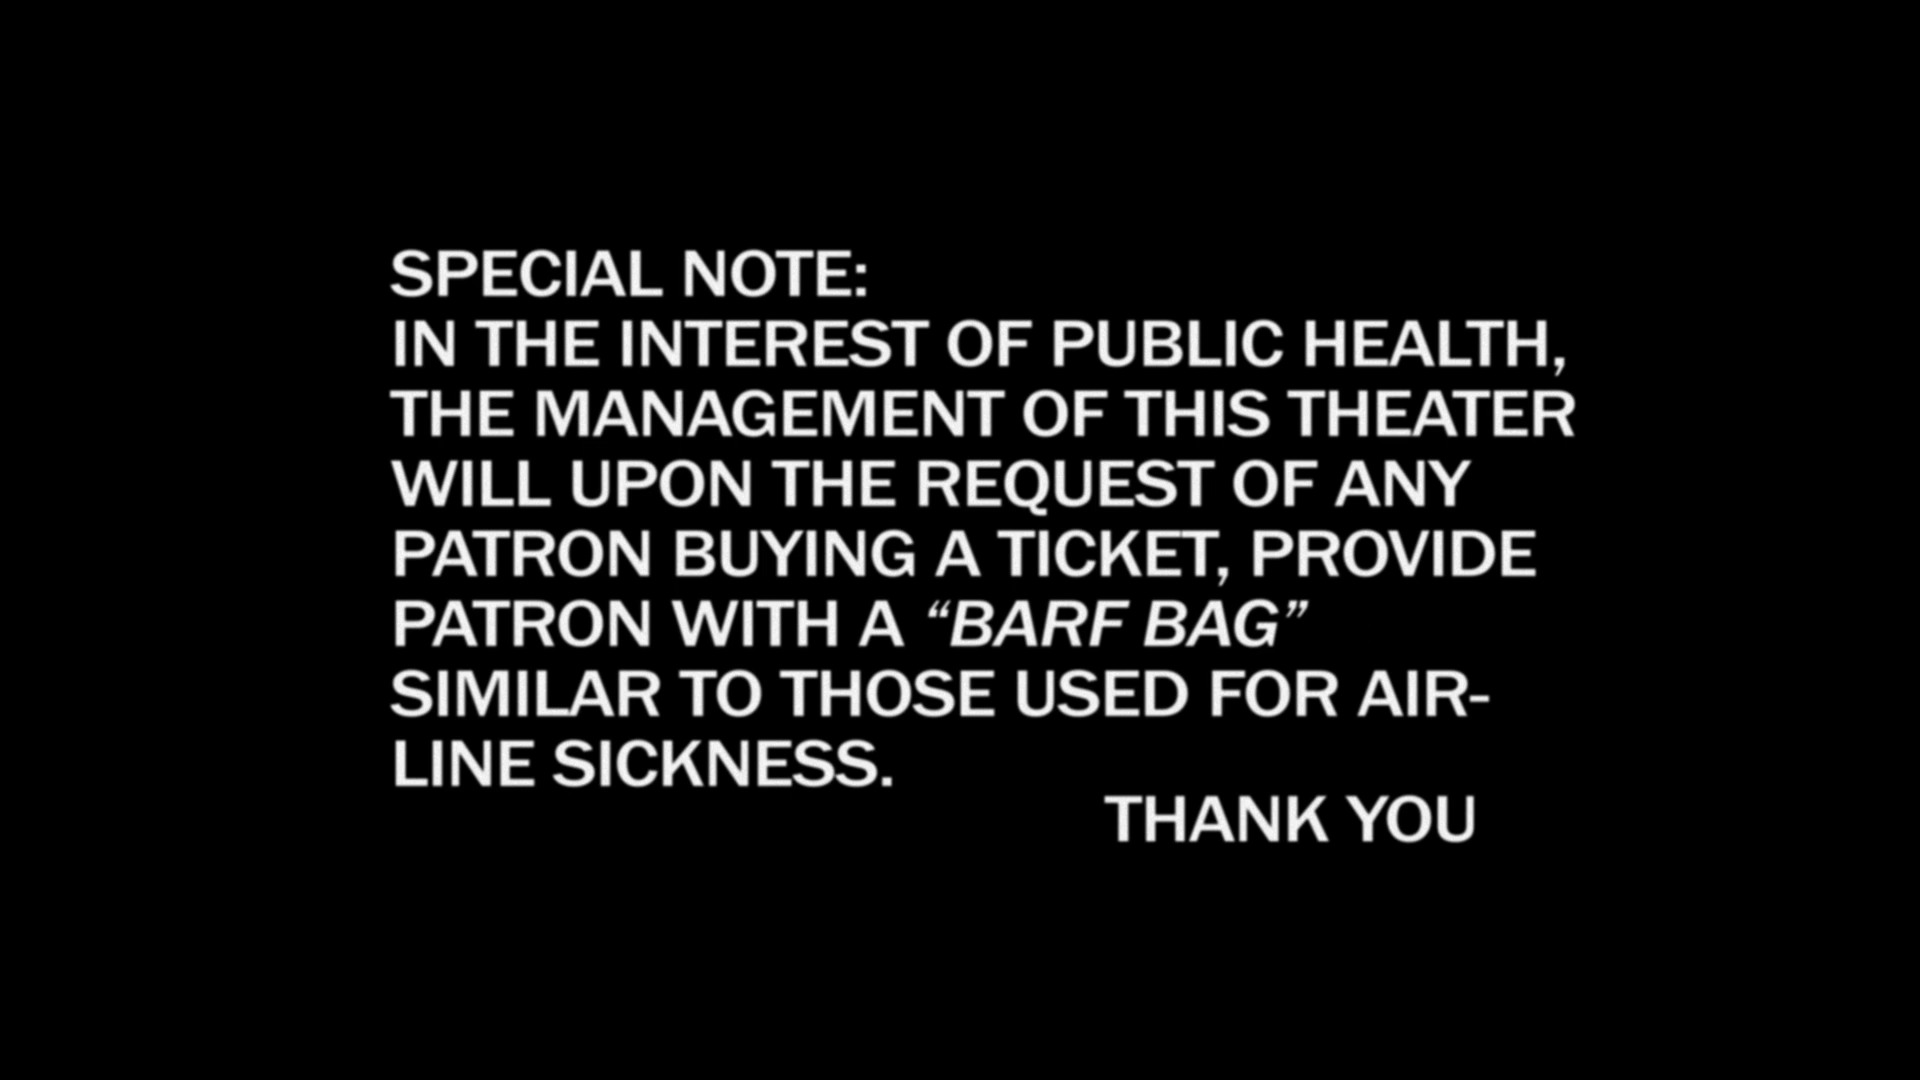 SPECIAL NOTE:
IN THE INTEREST OF PUBLIC HEALTH,
THE MANAGEMENT OF THIS THEATER
WILL UPON THE REQUEST OF ANY
PATRON BUYING A TICKET, PROVIDE
PATRON WITH A “BARF BAG”
SIMILAR TO THOSE USED FOR AIR-
LINE SICKNESS.
THANK YOU